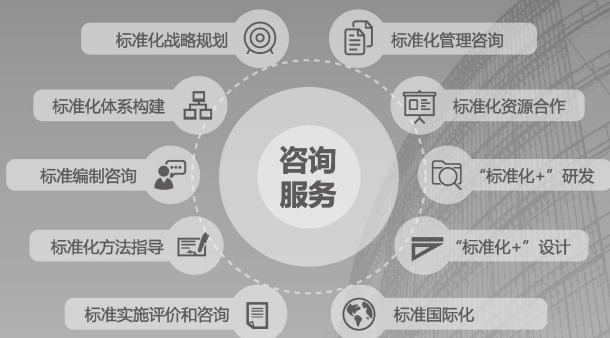 标准化战略规划
标准化管理咨询
标准化体系构建
标准化资源合作
标准编制咨询
咨询
服务
“标准化+”研发
标准化方法指导
“标准化+”设计
标准实施评价和咨询
标准国际化